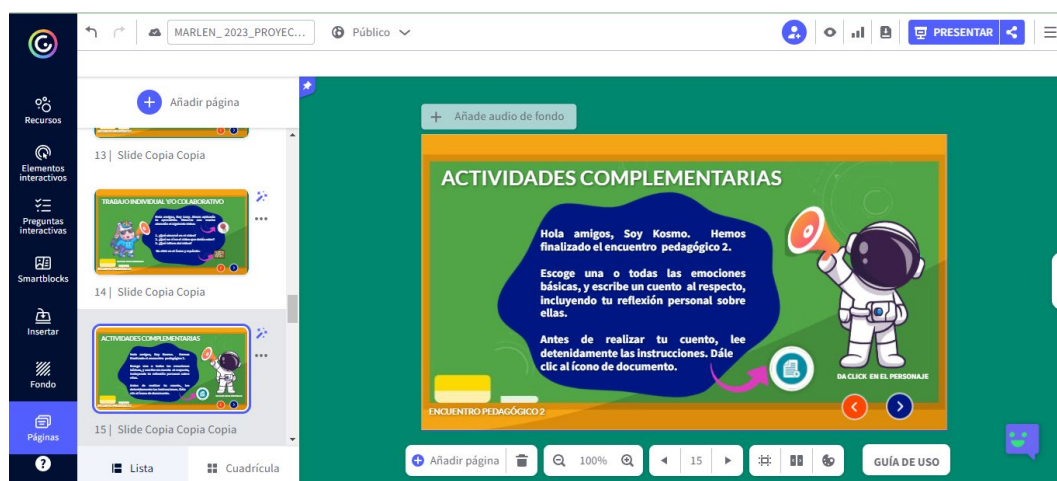 MARLEN_ 2023_PROYEC...
Público
PRESENTAR
Recursos
Elementos
interactivos
Preguntas
interactivas
Smartblocks
Insertar
Fondo
Páginas
Añadir página
13 | Slide Copia Copia
TRABAJO INDIVIDUAL Y/O COLABORATIVO
14 | Slide Copia Copia
ACTIVIDADES COMPLEMENTARIAS
15 | Slide Copia Copia Copia
Lista
Cuadrícula
Añade audio de fondo
ACTIVIDADES COMPLEMENTARIAS
Hola amigos, Soy Kosmo. Hemos
finalizado el encuentro pedagógico 2.
Escoge una o todas las emociones
básicas, y escribe un cuento al respecto,
incluyendo tu reflexión personal sobre
ellas.
Antes de realizar tu cuento, lee
detenidamente las instrucciones. Dále
clic al ícono de documento.
DA CLICK EN EL PERSONAJE
ENCUENTRO PEDAGÓGICO 2
Añadir página
100%
15
GUÍA DE USO